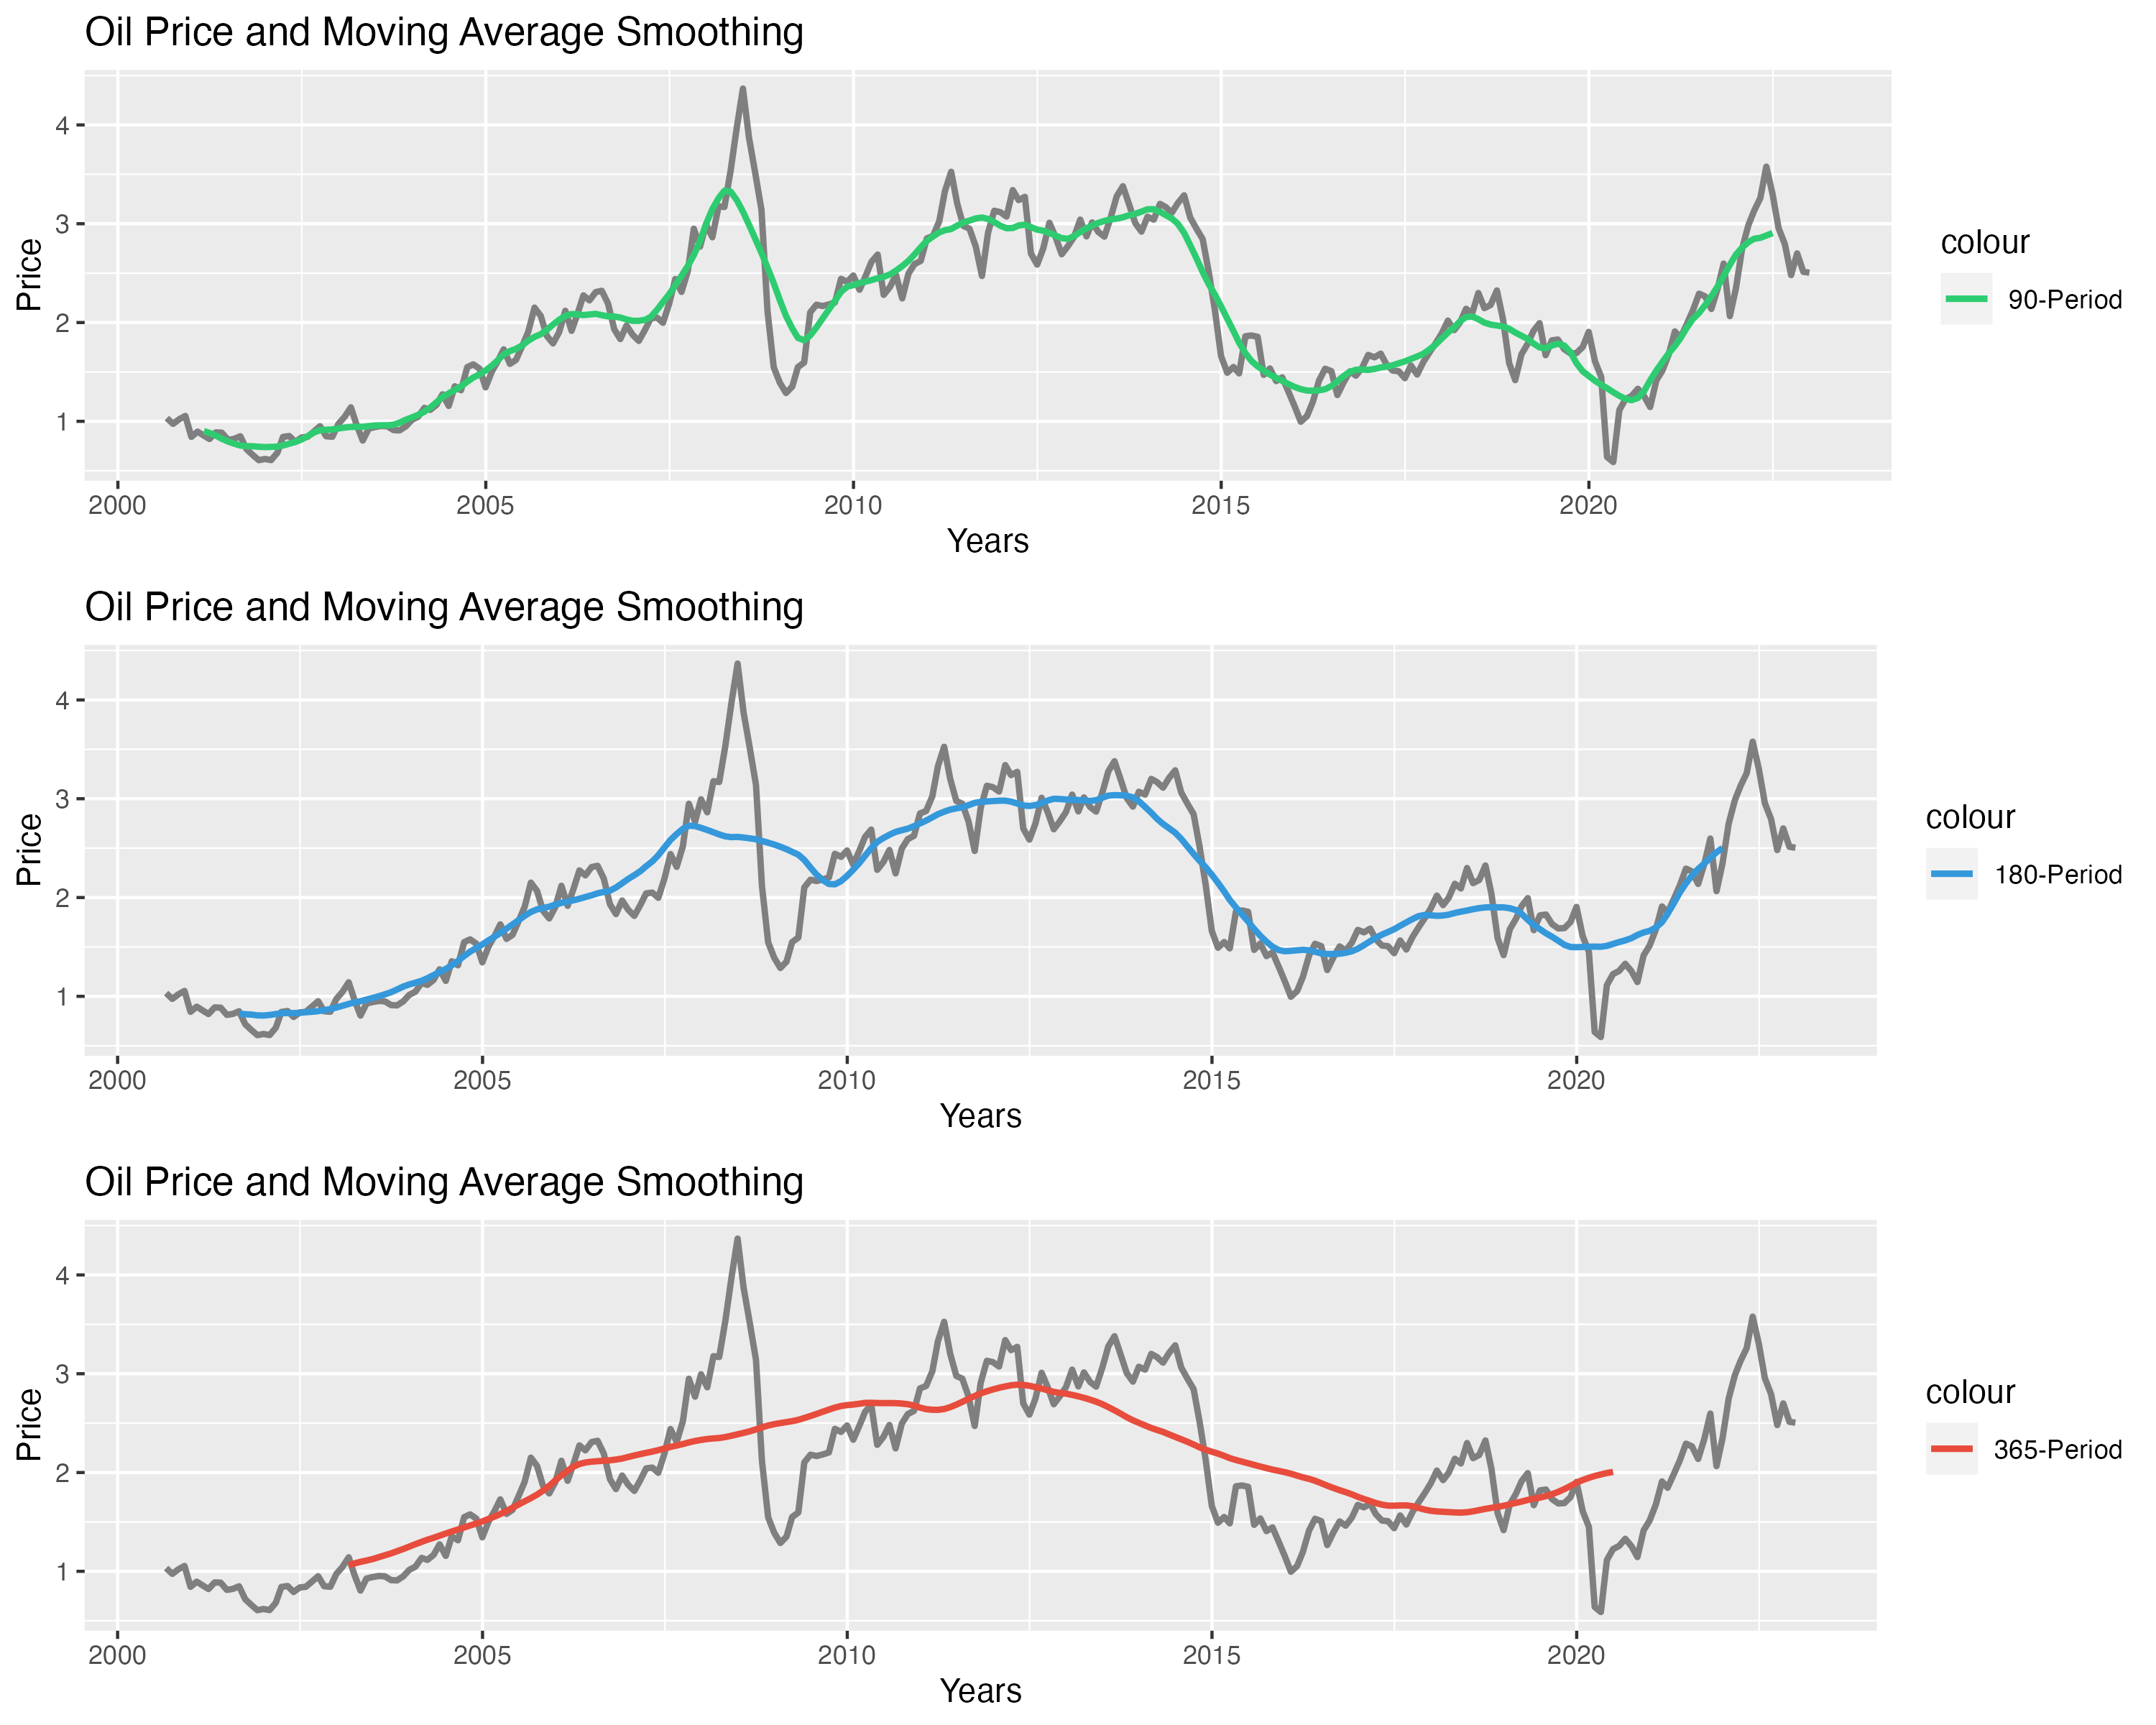 Oil Price and Moving Average Smoothing
4
3
2
1
Price
2000 2005 2010 2015 2020
Years
colour
90-Period
Oil Price and Moving Average Smoothing
4
3
2
1
Price
2000 2005 2010 2015 2020
Years
colour
180-Period
Oil Price and Moving Average Smoothing
4
3
2
1
Price
2000 2005 2010 2015 2020
Years
colour
365-Period